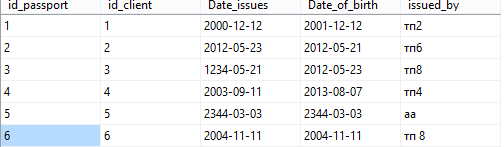 id_passport id_client Date_issues Date_of_birth issued_by
1 1 2000-12-12 2001-12-12 тп2
2 2 2012-05-23 2012-05-21 тп6
3 3 1234-05-21 2012-05-23 тп8
4 4 2003-09-11 2013-08-07 тп4
5 5 2344-03-03 2344-03-03 аа
6 6 2004-11-11 2004-11-11 тп 8